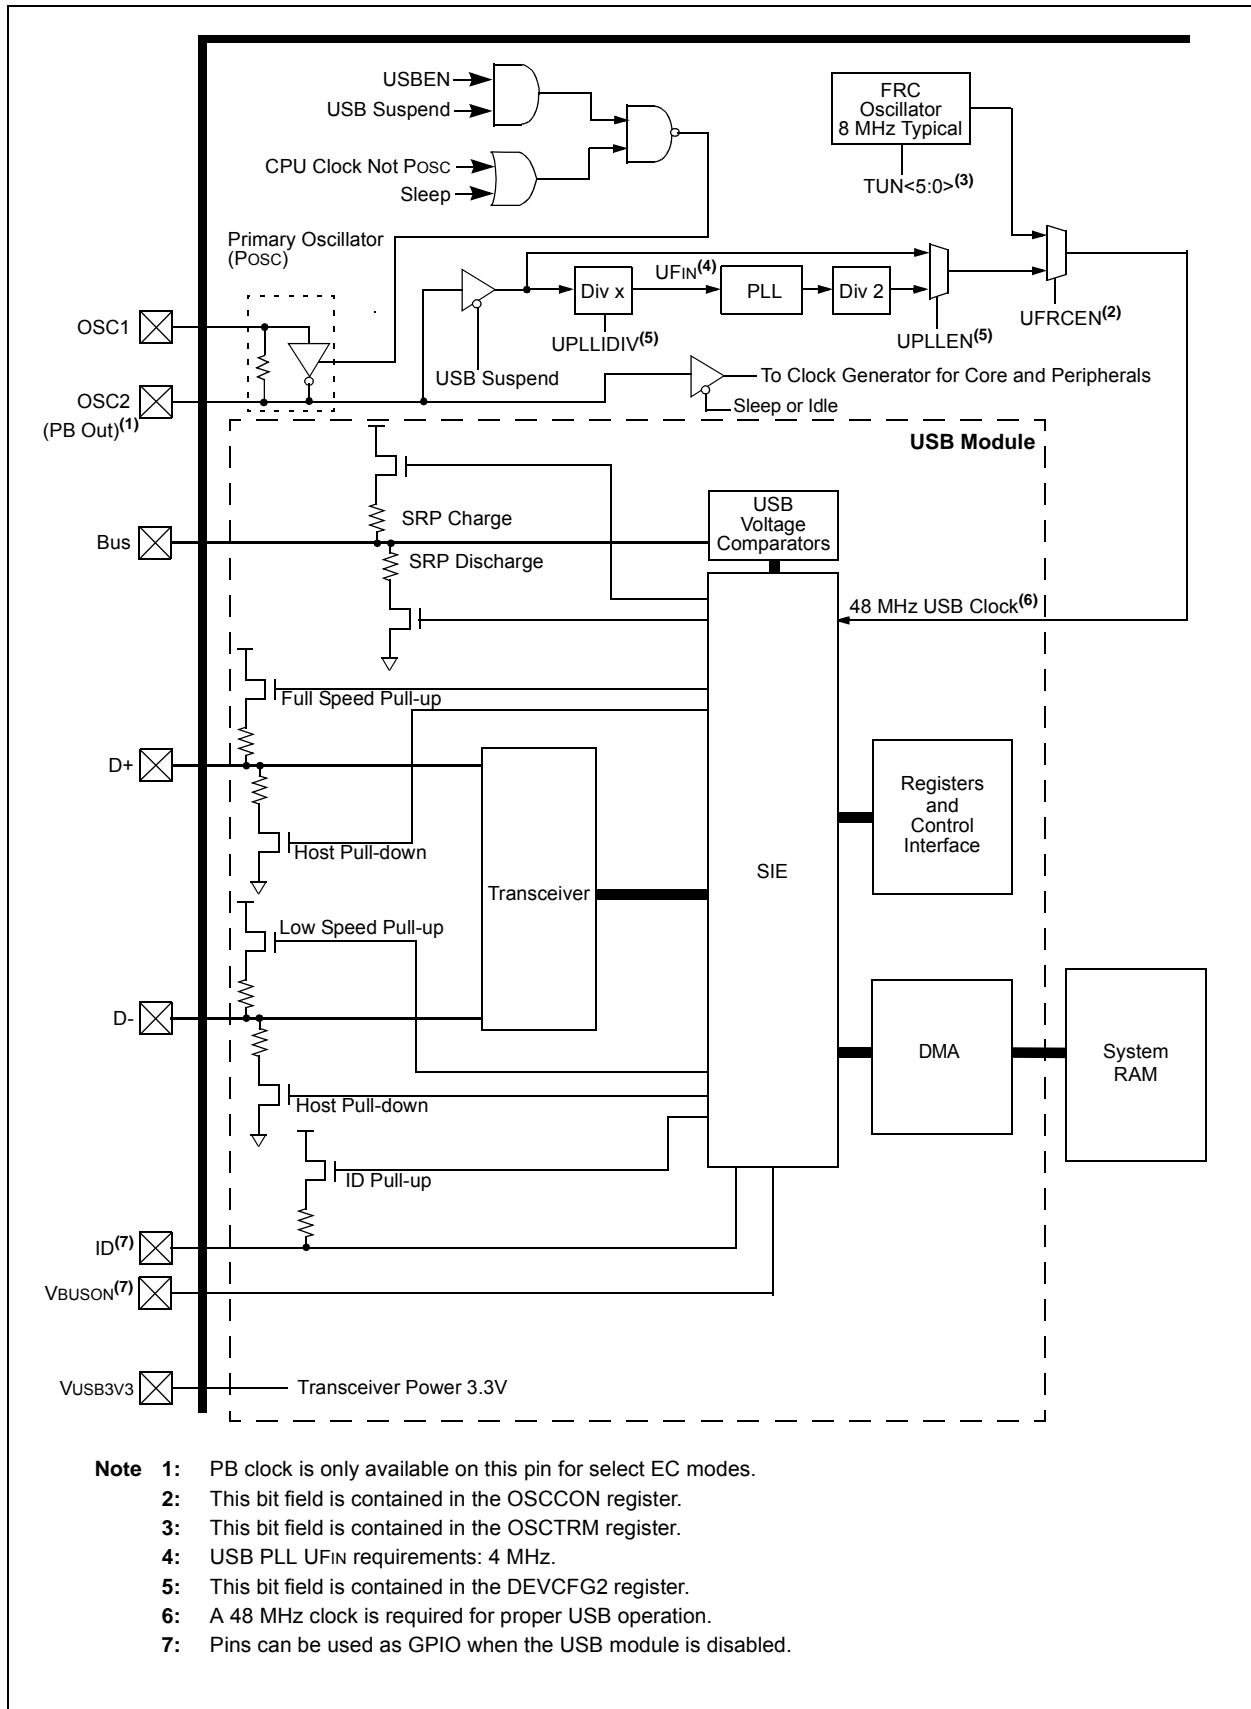 USBEN
USB Suspend
CPU Clock Not POSC
Sleep
FRC
Oscillator
8 MHz Typical
TUN<5:0>(3)
Primary Oscillator
(POSC)
UFIN(4)
Div x
PLL
Div 2
UFRCEN(2)
OSC1
UPLLIDIV(5)
UPLLEN(5)
USB Suspend
To Clock Generator for Core and Peripherals
OSC2
(PB Out)(1)
Sleep or Idle
USB Module
USB
Voltage
Comparators
SRP Charge
Bus
SRP Discharge
48 MHz USB Clock(6)
Full Speed Pull-up
D+
Registers
and
Control
Interface
Host Pull-down
SIE
Transceiver
Low Speed Pull-up
D-
DMA
System
RAM
Host Pull-down
ID Pull-up
ID(7)
VBUSON(7)
VUSB3V3
Transceiver Power 3.3V
Note 1: PB clock is only available on this pin for select EC modes.
2: This bit field is contained in the OSCCON register.
3: This bit field is contained in the OSCTRM register.
4: USB PLL UFIN requirements: 4 MHz.
5: This bit field is contained in the DEVCFG2 register.
6: A 48 MHz clock is required for proper USB operation.
7: Pins can be used as GPIO when the USB module is disabled.